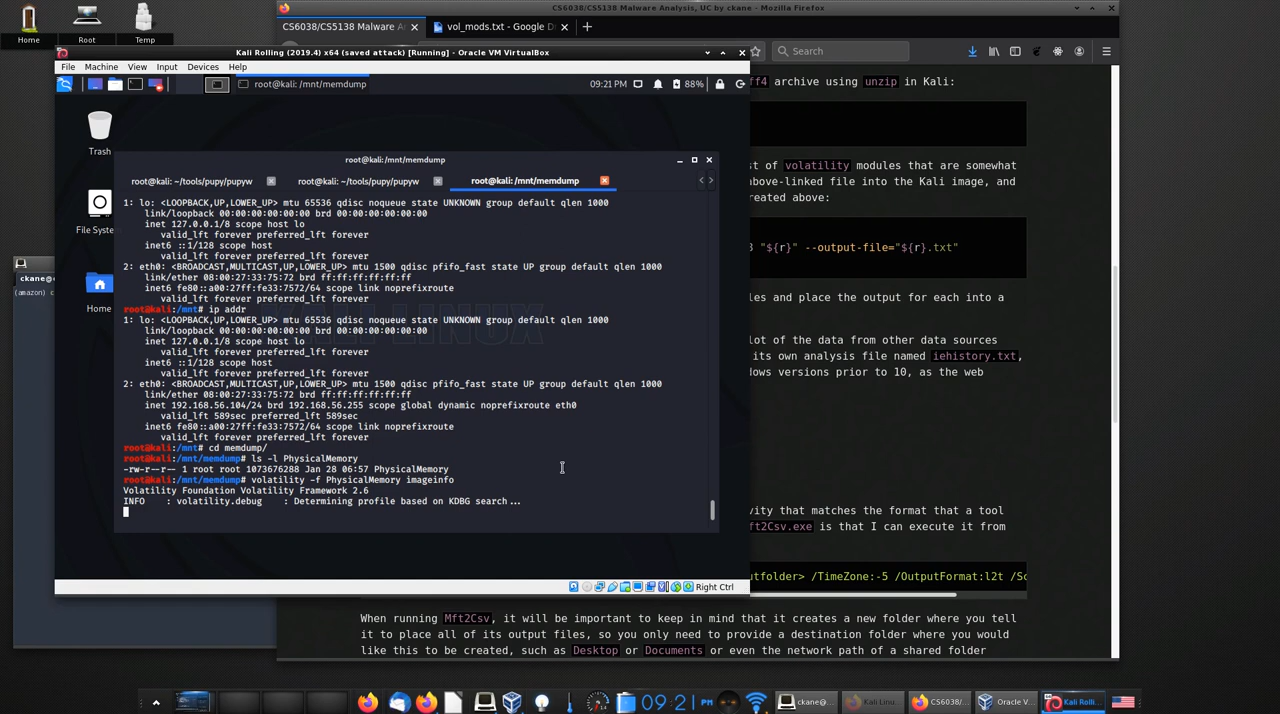 Home
Root
Temp
CS6038/CS5138 Malware Analysis, UC by ckane - Mozilla Firefox
CS6038/CS5138 Malware A
vol_mods.txt - Google D
Search
Kali Rolling (2019.4) x64 (saved attack) [Running] - Oracle VM VirtualBox
File Machine View Input Devices Help
root@kali: /mnt/memdump
09:21 PM
88%
Trash
File Syste
Home
root@kali: /mnt/memdump
root@kali: ~/tools/pupy/pupyw
root@kali: ~/tools/pupy/pupyw
root@kali: /mnt/memdump
1: lo: <LOOPBACK,UP,LOWER_UP> mtu 65536 qdisc noqueue state UNKNOWN group default qlen 1000
link/loopback 00:00:00:00:00:00 brd 00:00:00:00:00:00
inet 127.0.0.1/8 scope host lo
valid_lft forever preferred_lft forever
inet6 ::1/128 scope host
valid_lft forever preferred_lft forever
2: eth0: <BROADCAST,MULTICAST,UP,LOWER_UP> mtu 1500 qdisc pfifo_fast state UP group default qlen 1000
link/ether 08:00:27:33:75:72 brd ff:ff:ff:ff:ff:ff
inet6 fe80::a00:27ff:fe33:7572/64 scope link noprefixroute
valid_lft forever preferred_lft forever
root@kali:/mnt# ip addr
1: lo: <LOOPBACK,UP,LOWER_UP> mtu 65536 qdisc noqueue state UNKNOWN group default qlen 1000
link/loopback 00:00:00:00:00:00 brd 00:00:00:00:00:00
inet 127.0.0.1/8 scope host lo
valid_lft forever preferred_lft forever
inet6 ::1/128 scope host
valid_lft forever preferred_lft forever
2: eth0: <BROADCAST,MULTICAST,UP,LOWER_UP> mtu 1500 qdisc pfifo_fast state UP group default qlen 1000
link/ether 08:00:27:33:75:72 brd ff:ff:ff:ff:ff:ff
inet 192.168.56.104/24 brd 192.168.56.255 scope global dynamic noprefixroute eth0
valid_lft 589sec preferred_lft 589sec
inet6 fe80::a00:27ff:fe33:7572/64 scope link noprefixroute
valid_lft forever preferred_lft forever
root@kali:/mnt# cd memdump/
root@kali:/mnt/memdump# ls -l PhysicalMemory
-rw-r--r-- 1 root root 1073676288 Jan 28 06:57 PhysicalMemory
root@kali:/mnt/memdump# volatility -f PhysicalMemory imageinfo
Volatility Foundation Volatility Framework 2.6
INFO : volatility.debug : Determining profile based on KDBG search...
Right Ctrl
ckane@
(amazon) c
ff4 archive using unzip in Kali:
st of volatility modules that are somewhat
bove-linked file into the Kali image, and
reated above:
"${r}" --output-file="${r}.txt"
les and place the output for each into a
lot of the data from other data sources
its own analysis file named iehistory.txt,
dows versions prior to 10, as the web
vity that matches the format that a tool
ft2Csv.exe is that I can execute it from
utfolder> /TimeZone:-5 /OutputFormat:l2t /Sc
When running Mft2Csv, it will be important to keep in mind that it creates a new folder where you tell
it to place all of its output files, so you only need to provide a destination folder where you would
like this to be created, such as Desktop or Documents or even the network path of a shared folder
09:21 PM
ckane@...
Kali Linu...
CS6038/...
Oracle V...
Kali Rolli...